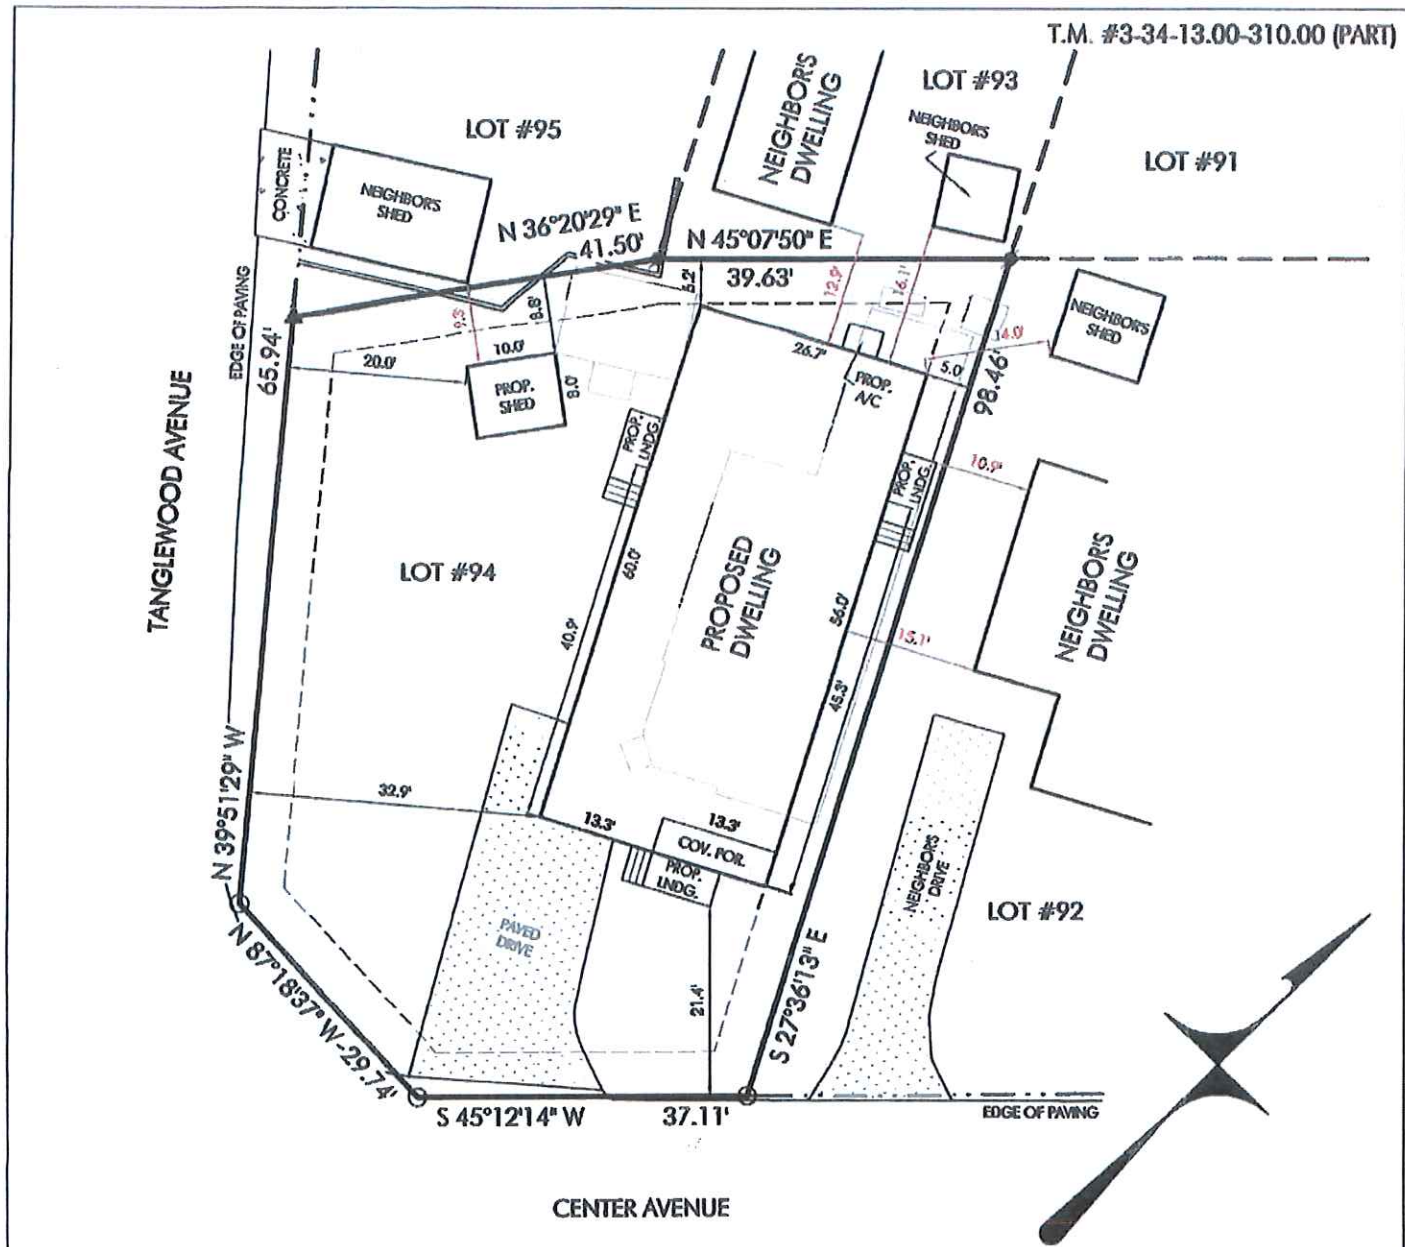 T.M. #3-34-13.00-310.00 (PART)
LOT #93
NEIGHBOR'S
DWELLING
NEIGHBOR'S
SHED
LOT #95
LOT #91
CONCRETE
NEIGHBOR'S
SHED
N 36°20'29" E
41.50'
N 45°07'50" E
39.63'
5.2'
12.9'
16.1'
NEIGHBOR'S
SHED
EDGE OF PAVING
65.94'
9.3'
8.8'
10.0'
20.0'
PROP.
SHED
8.0'
26.7'
PROP.
A/C
5.0'
14.0'
98.46'
TANGLEWOOD AVENUE
PROP.
LNDG.
PROP.
LNDG.
10.9'
LOT #94
60.0'
PROPOSED
DWELLING
56.0'
NEIGHBOR'S
DWELLING
40.9'
15.1'
45.3'
N 39°51'29" W
32.9'
13.3'
13.3'
COV. POR.
PROP.
LNDG.
NEIGHBOR'S
DRIVE
LOT #92
PAVED
DRIVE
N 87°18'37" W-29.74'
21.4'
S 27°36'13" E
S 45°12'14" W
37.11'
EDGE OF PAVING
CENTER AVENUE